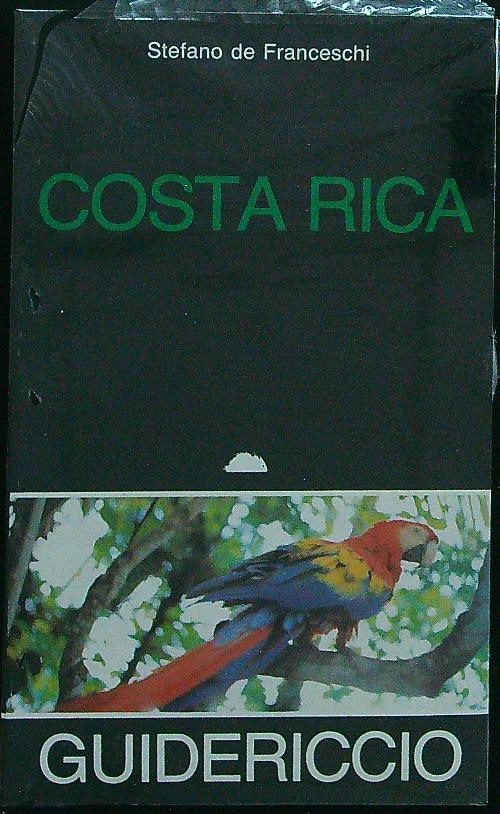 Stefano de Franceschi
COSTA RICA
GUIDERICCIO